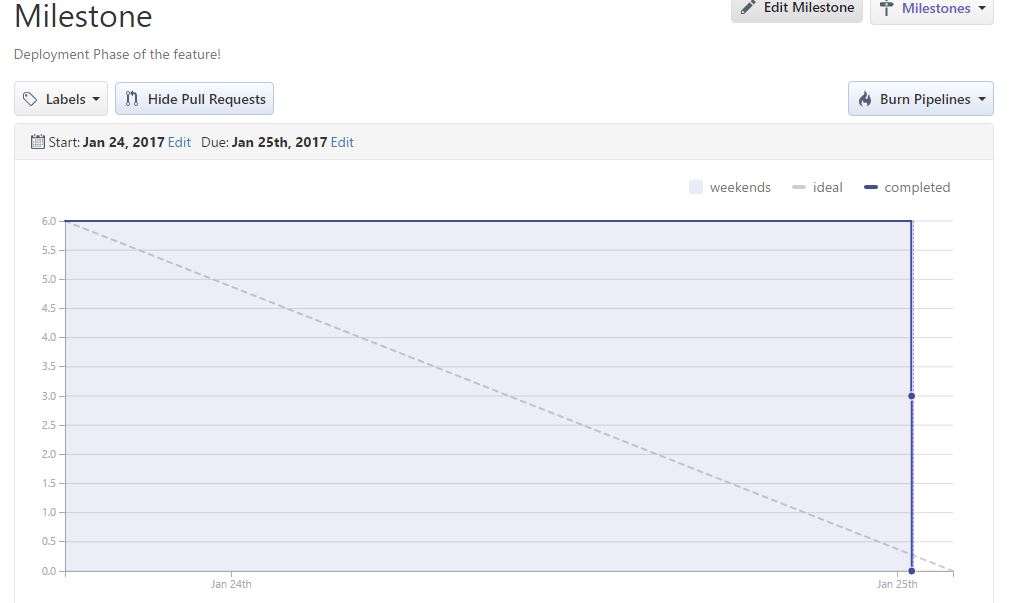 Milestone
Edit Milestone
Milestones
Deployment Phase of the feature!
Labels
Hide Pull Requests
Burn Pipelines
Start: Jan 24, 2017 Edit Due: Jan 25th, 2017 Edit
weekends ideal completed
6.0
5.5
5.0
4.5
4.0
3.5
3.0
2.5
2.0
1.5
1.0
0.5
0.0
Jan 24th Jan 25th